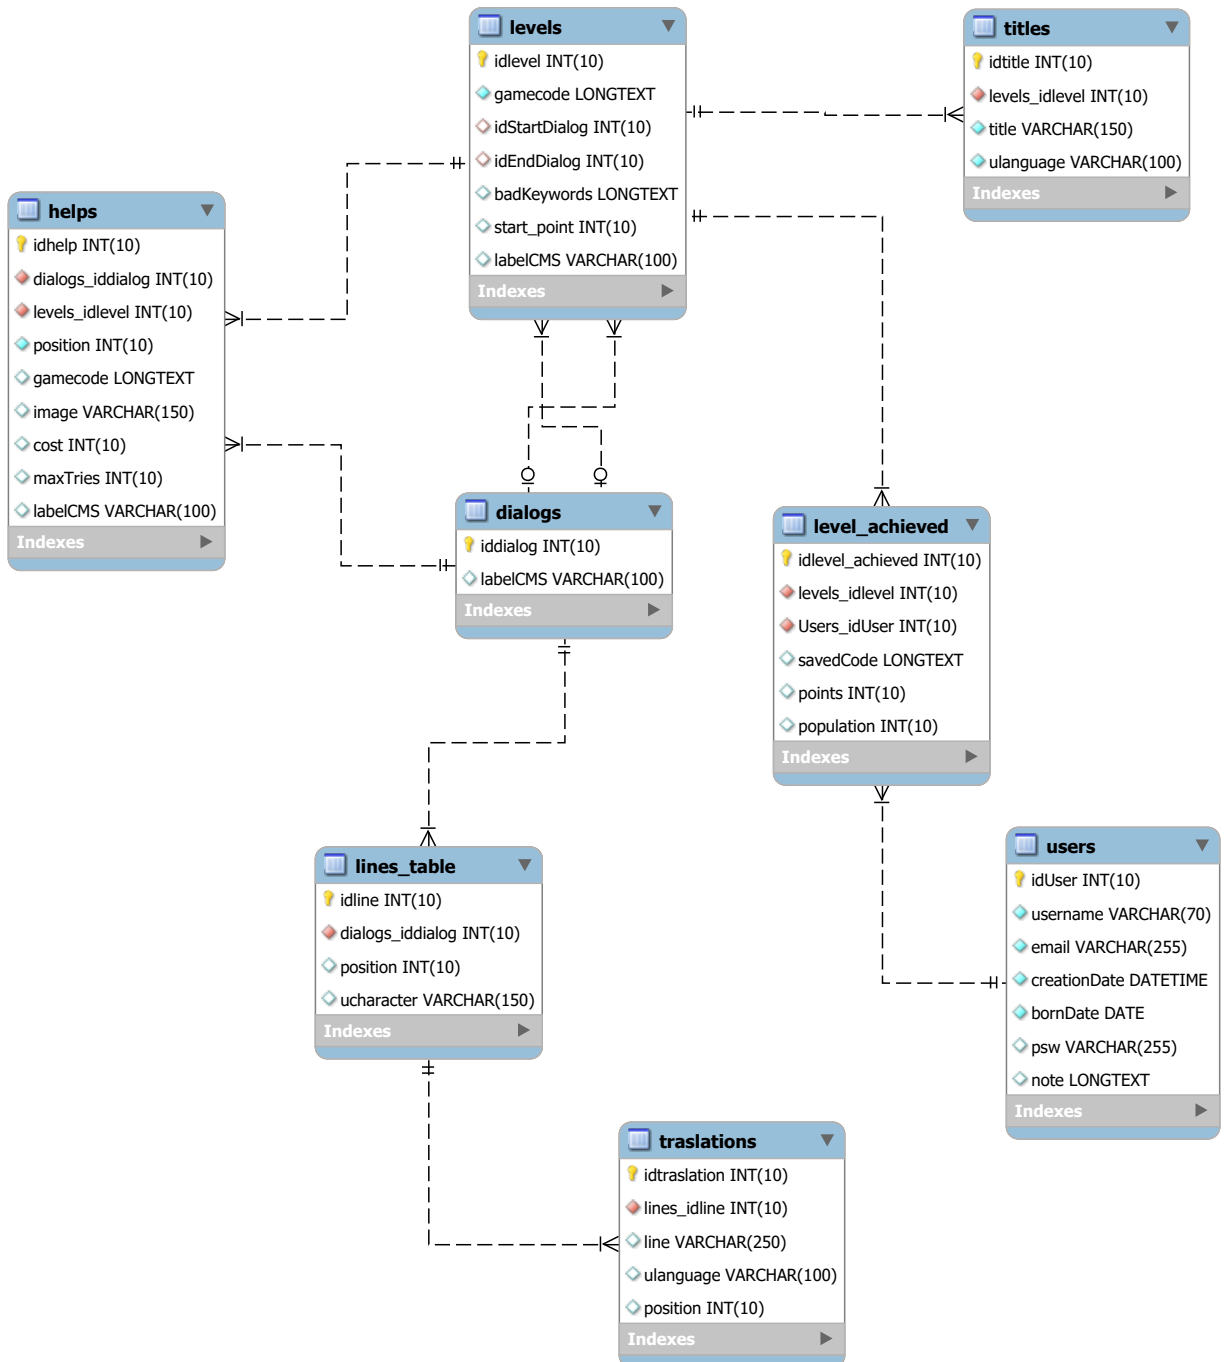 levels
idlevel INT(10)
gamecode LONGTEXT
idStartDialog INT(10)
idEndDialog INT(10)
badKeywords LONGTEXT
start_point INT(10)
labelCMS VARCHAR(100)
Indexes
titles
idtitle INT(10)
levels_idlevel INT(10)
title VARCHAR(150)
ulanguage VARCHAR(100)
Indexes
helps
idhelp INT(10)
dialogs_iddialog INT(10)
levels_idlevel INT(10)
position INT(10)
gamecode LONGTEXT
image VARCHAR(150)
cost INT(10)
maxTries INT(10)
labelCMS VARCHAR(100)
Indexes
dialogs
iddialog INT(10)
labelCMS VARCHAR(100)
Indexes
level_achieved
idlevel_achieved INT(10)
levels_idlevel INT(10)
Users_idUser INT(10)
savedCode LONGTEXT
points INT(10)
population INT(10)
Indexes
lines_table
idline INT(10)
dialogs_iddialog INT(10)
position INT(10)
ucharacter VARCHAR(150)
Indexes
users
idUser INT(10)
username VARCHAR(70)
email VARCHAR(255)
creationDate DATETIME
bornDate DATE
psw VARCHAR(255)
note LONGTEXT
Indexes
traslations
idtraslation INT(10)
lines_idline INT(10)
line VARCHAR(250)
ulanguage VARCHAR(100)
position INT(10)
Indexes